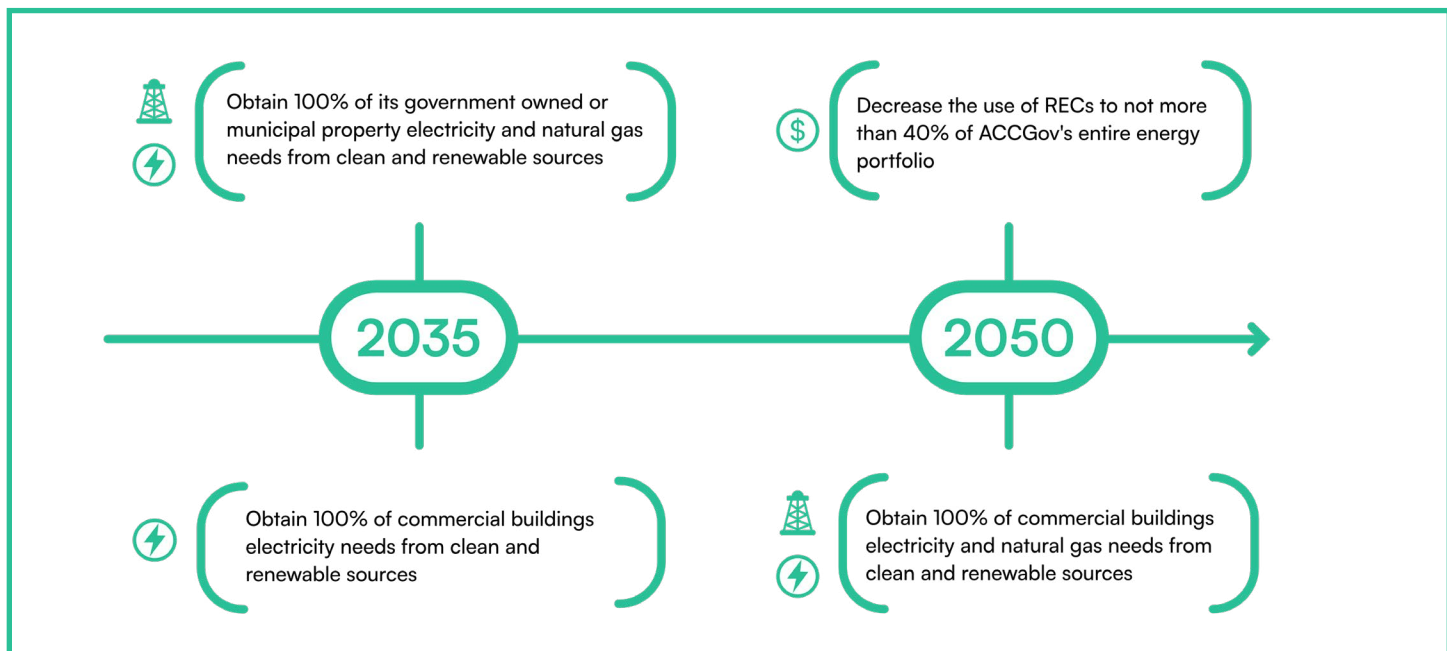 Obtain 100% of its government owned or
municipal property electricity and natural gas
needs from clean and renewable sources
$
Decrease the use of RECs to not more
than 40% of ACCGov's entire energy
portfolio
2035
2050
Obtain 100% of commercial buildings
electricity needs from clean and
renewable sources
Obtain 100% of commercial buildings
electricity and natural gas needs from
clean and renewable sources